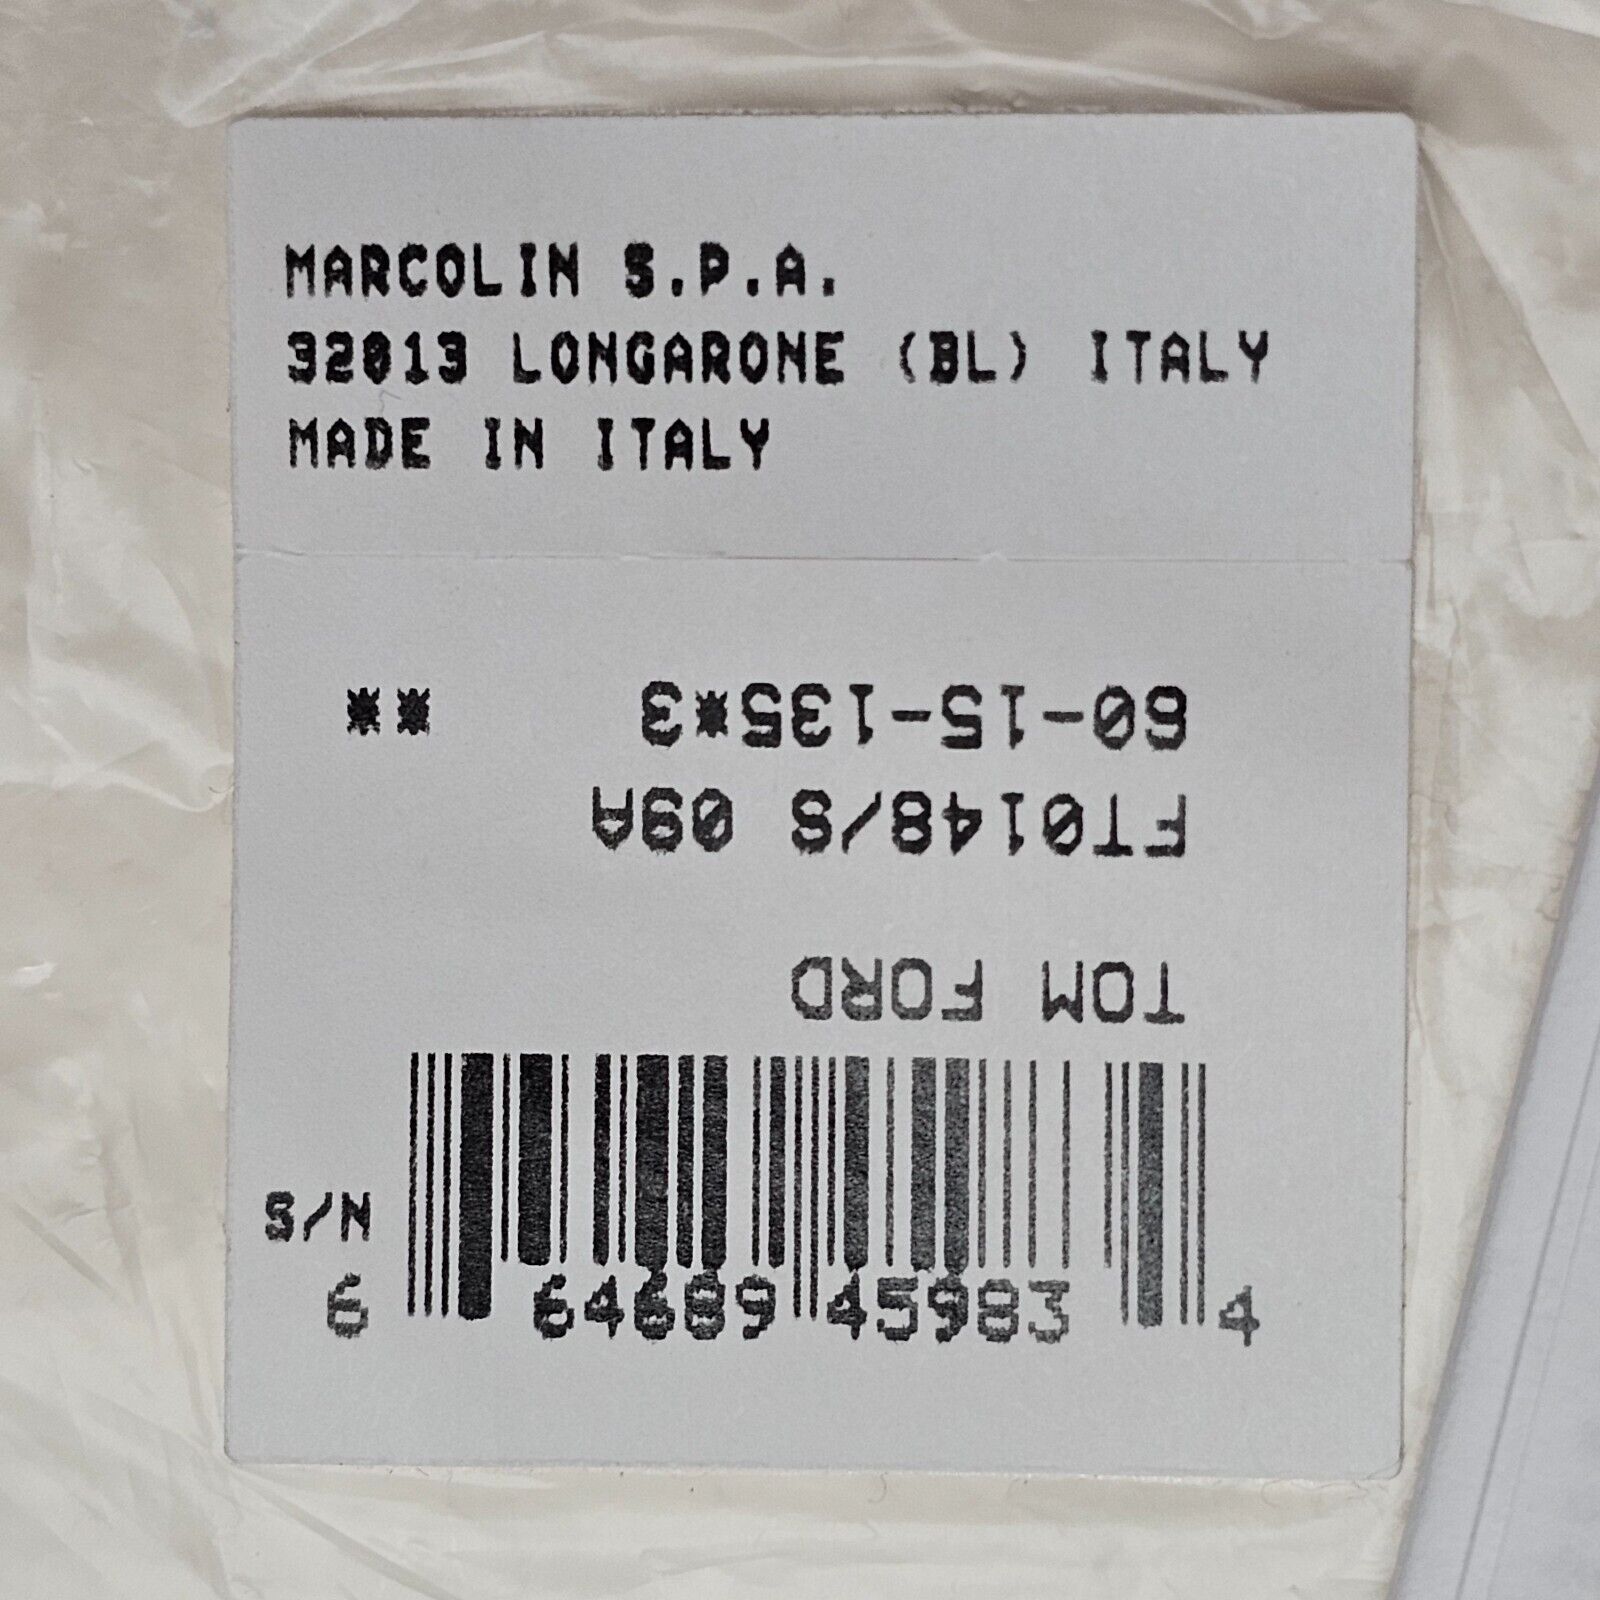 MARCOLIN S.P.A.
32013 LONGARONE (BL) ITALY
MADE IN ITALY
60-15-135*3 **
FT0148/S 09A
TOM FORD
S/N
6 64689 45983 4